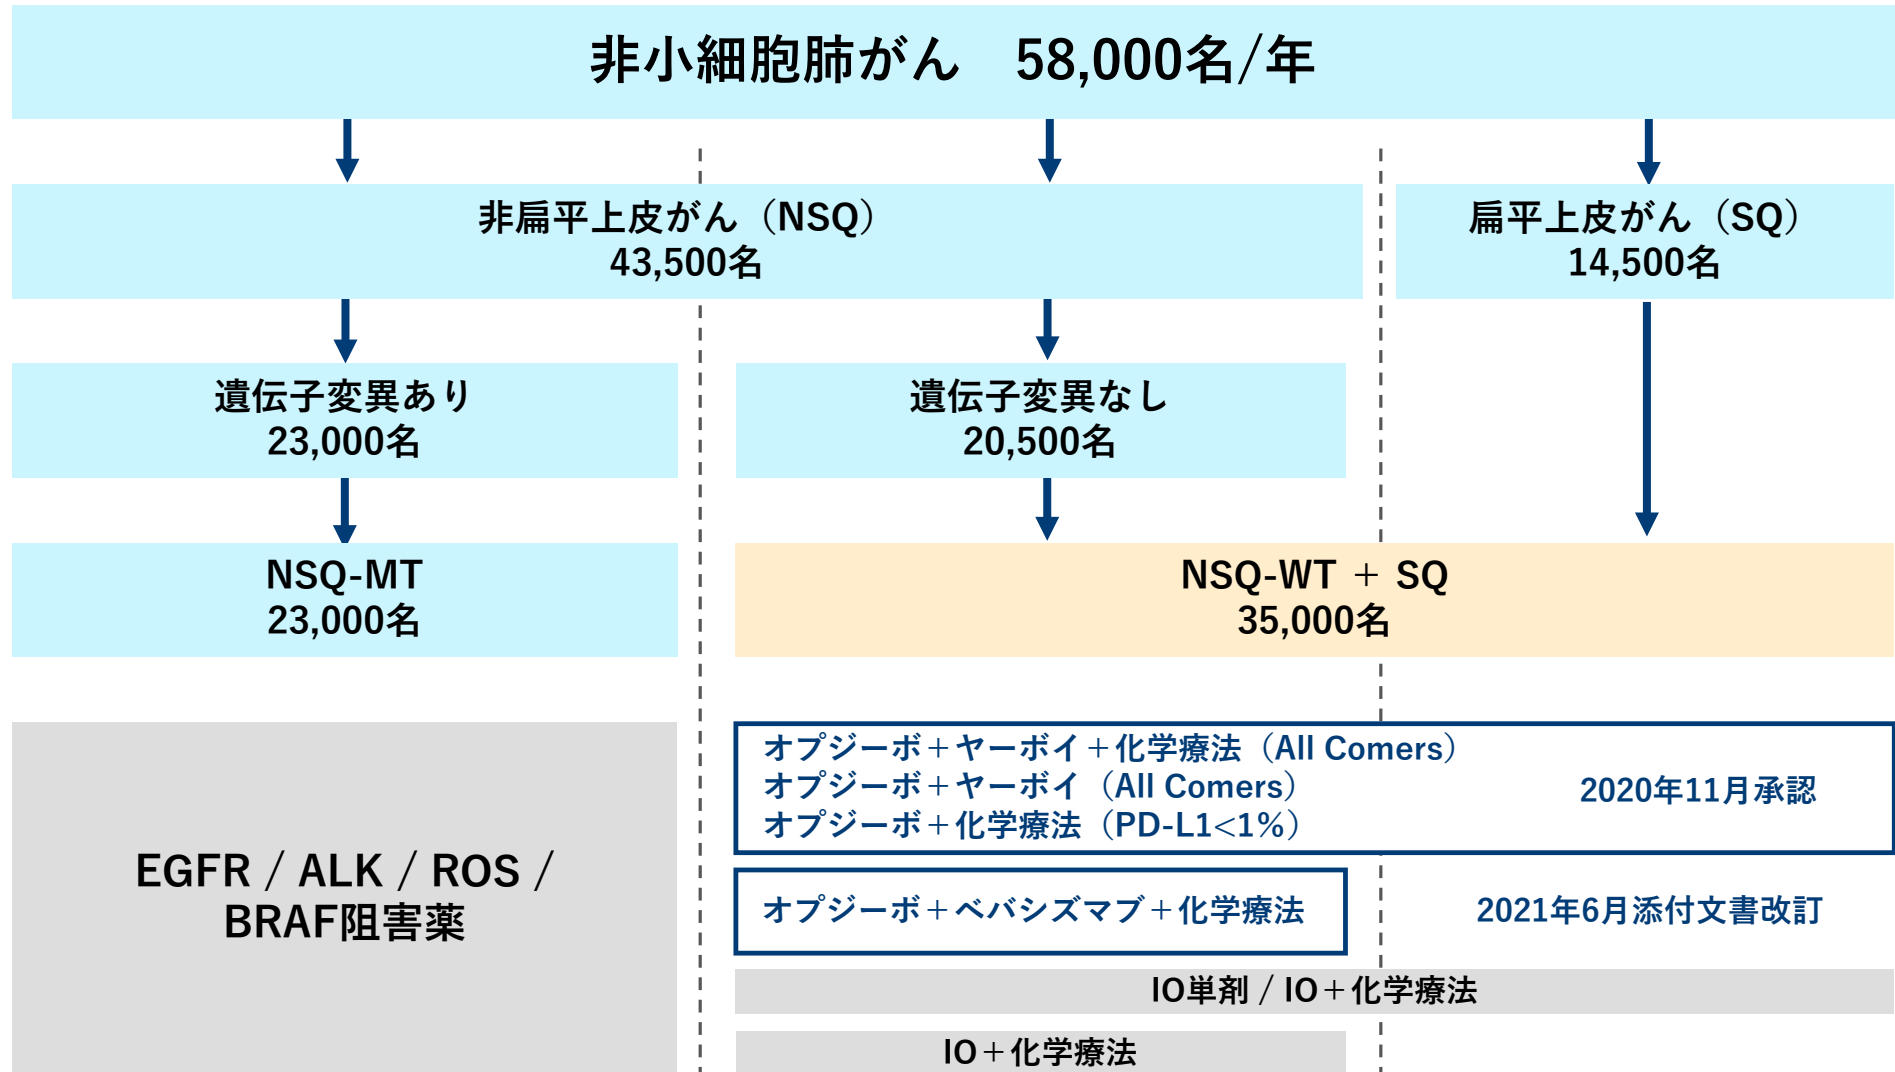 非小細胞肺がん　58,000名/年
非扁平上皮がん（NSQ）
43,500名
扁平上皮がん（SQ）
14,500名
遺伝子変異あり
23,000名
遺伝子変異なし
20,500名
NSQ-MT
23,000名
NSQ-WT ＋ SQ
35,000名
EGFR / ALK / ROS /
BRAF阻害薬
オプジーボ＋ヤーボイ＋化学療法（All Comers）
オプジーボ＋ヤーボイ（All Comers）
オプジーボ＋化学療法（PD-L1<1%）
2020年11月承認
オプジーボ＋ベバシズマブ＋化学療法
2021年6月添付文書改訂
IO単剤 / IO＋化学療法
IO＋化学療法